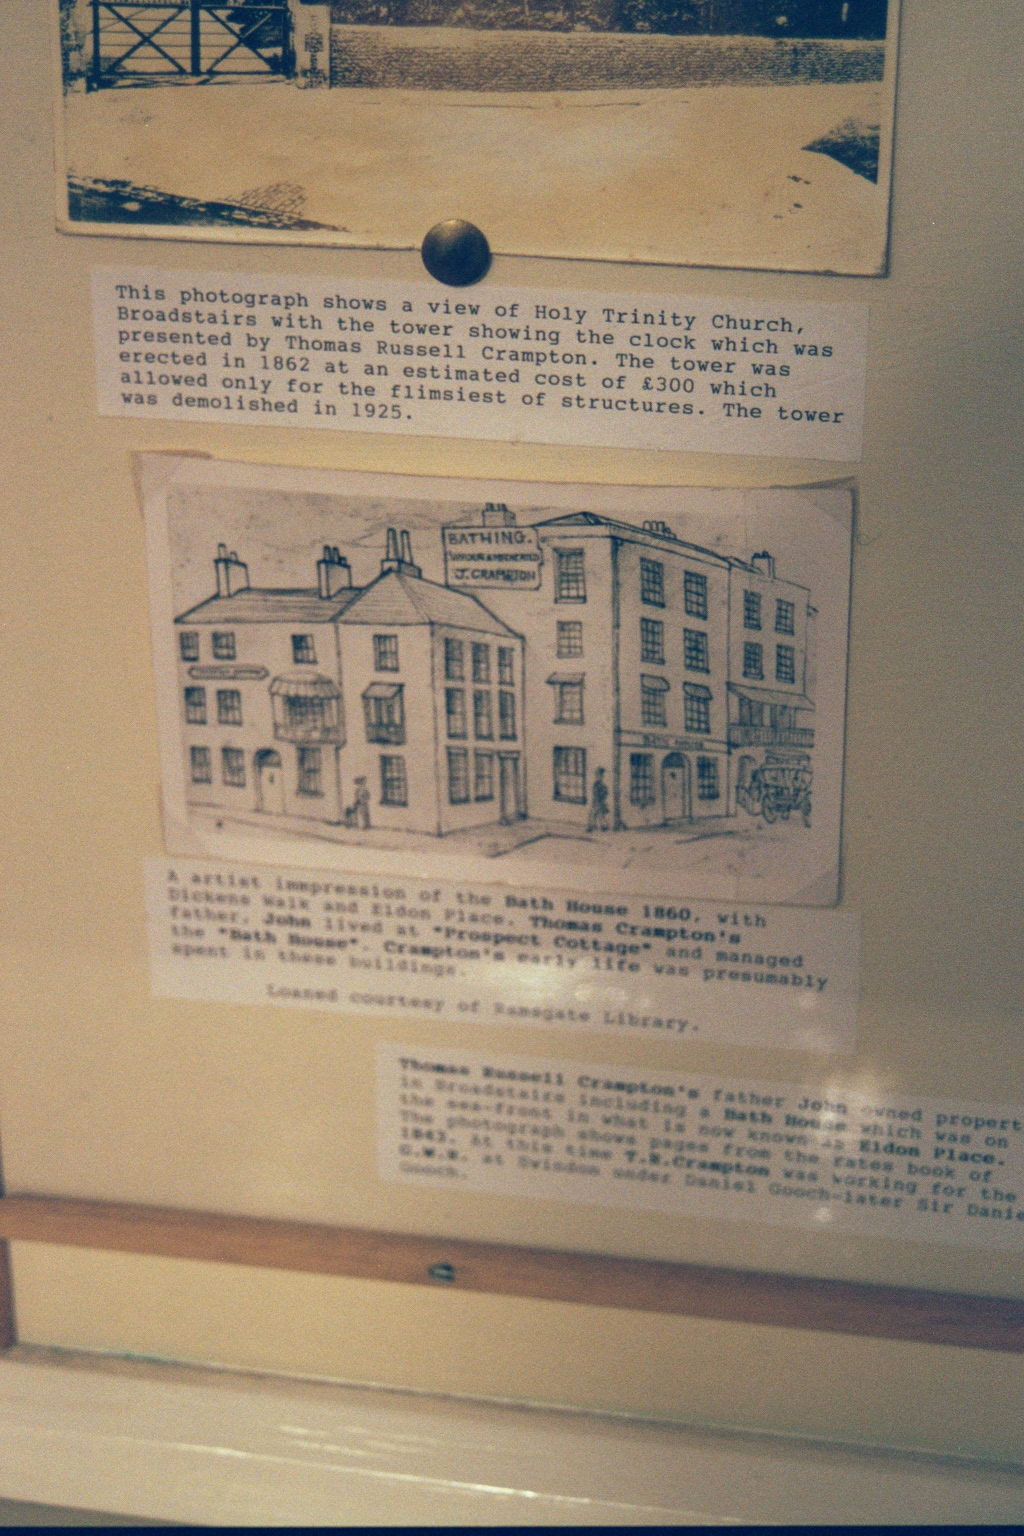 This photograph shows a view of Holy Trinity Church,
Broadstairs with the tower showing the clock which was
presented by Thomas Russell Crampton. The tower was
erected in 1862 at an estimated cost of £300 which
allowed only for the flimsiest of structures. The tower
was demolished in 1925.
BATHING.
J. CRAMPTON
BATH HOUSE
A artist immpression of the Bath House 1860, with
Dickens Walk and Eldon Place. Thomas Crampton's
father, John lived at "Prospect Cottage" and managed
the "Bath House". Crampton's early life was presumably
spent in these buildings.
Loaned courtesy of Ramsgate Library.
Thomas Russell Crampton's father John owned propert
in Broadstairs including a Bath House which was on
the sea-front in what is now known as Eldon Place.
The photograph shows pages from the rates book of
1843. At this time T.R.Crampton was working for the
G.W.R. at Swindon under Daniel Gooch-later Sir Danie
Gooch.